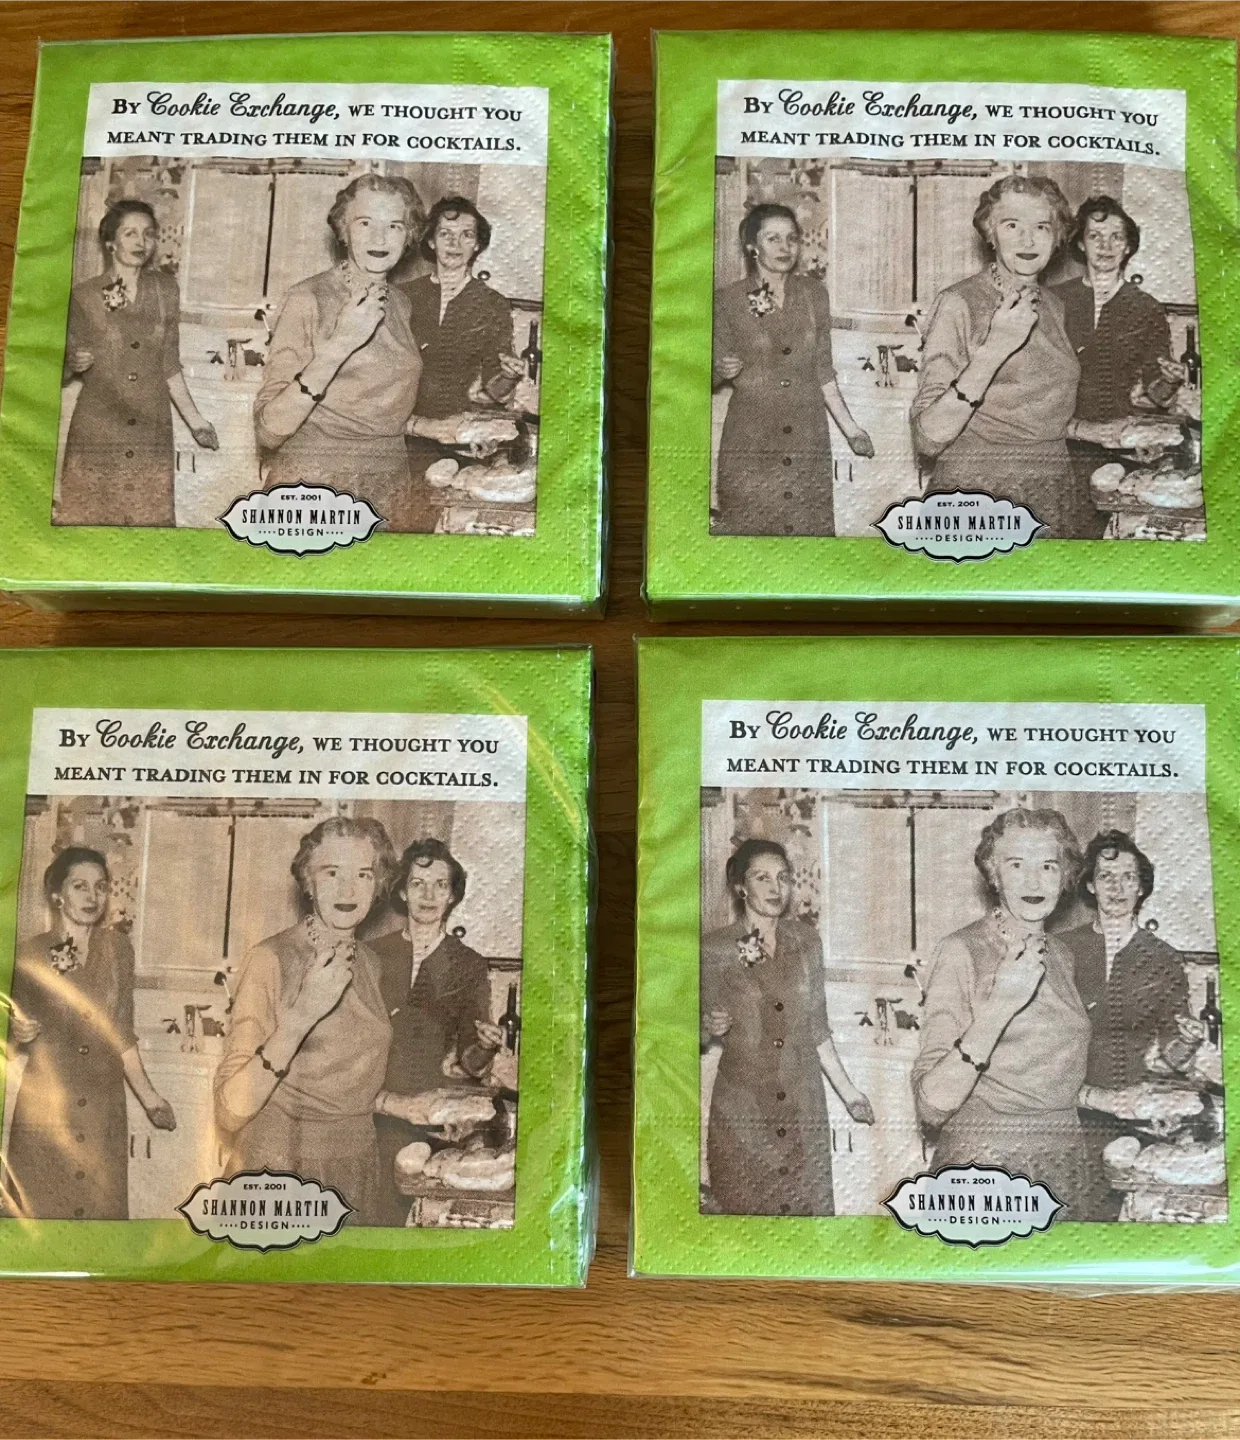 By Cookie Exchange, we thought you
meant trading them in for cocktails.
EST. 2001
SHANNON MARTIN
DESIGN
By Cookie Exchange, we thought you
meant trading them in for cocktails.
EST. 2001
SHANNON MARTIN
DESIGN
By Cookie Exchange, we thought you
meant trading them in for cocktails.
EST. 2001
SHANNON MARTIN
DESIGN
By Cookie Exchange, we thought you
meant trading them in for cocktails.
EST. 2001
SHANNON MARTIN
DESIGN